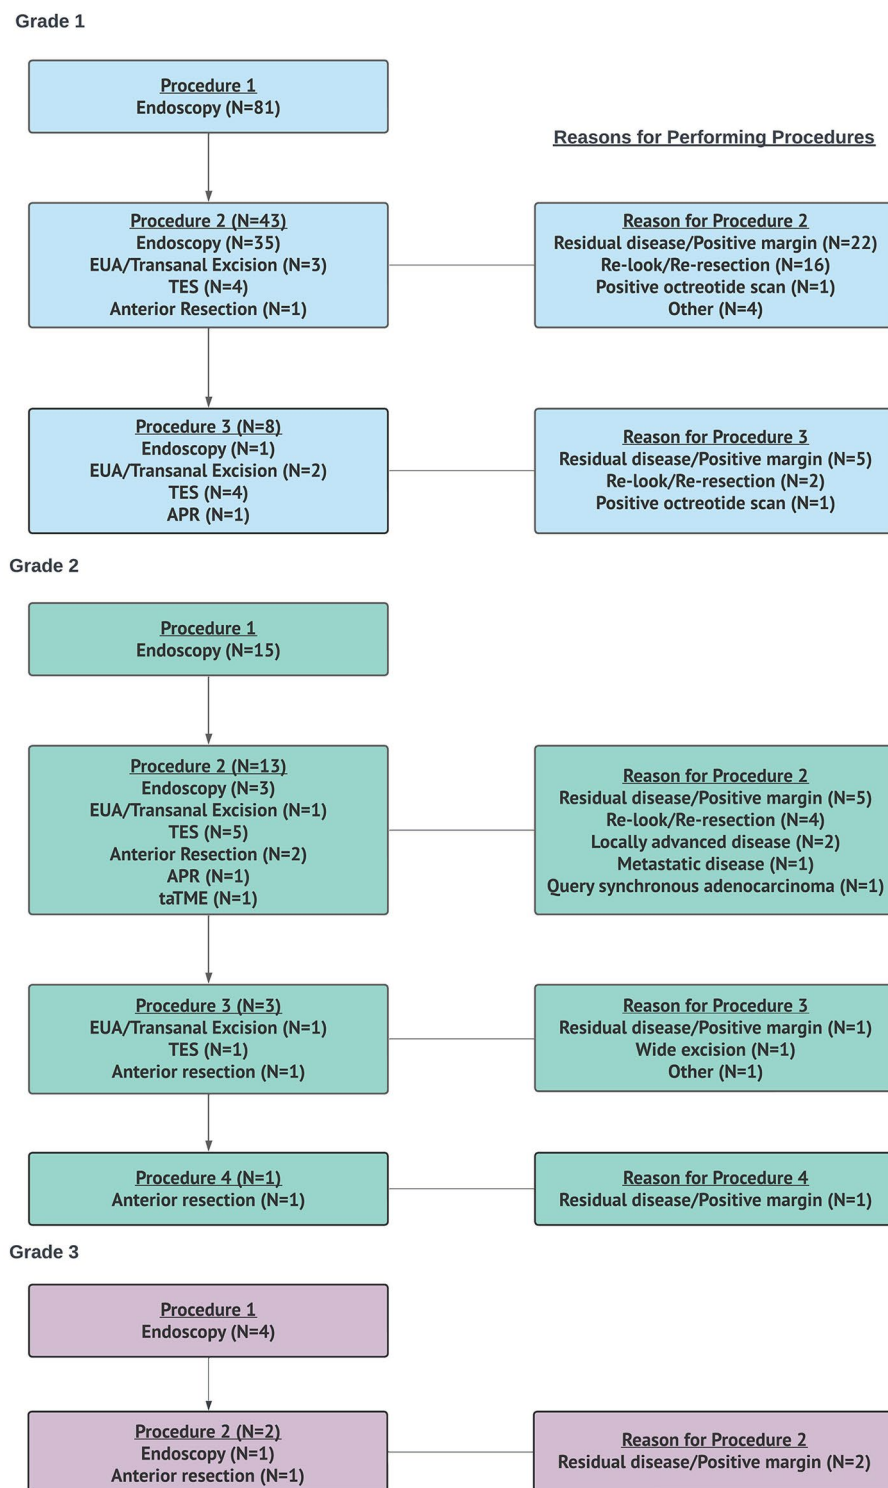 Grade 1
Procedure 1
Endoscopy (N=81)
Reasons for Performing Procedures
Procedure 2 (N=43)
Endoscopy (N=35)
EUA/Transanal Excision (N=3)
TES (N=4)
Anterior Resection (N=1)
Reason for Procedure 2
Residual disease/Positive margin (N=22)
Re-look/Re-resection (N=16)
Positive octreotide scan (N=1)
Other (N=4)
Procedure 3 (N=8)
Endoscopy (N=1)
EUA/Transanal Excision (N=2)
TES (N=4)
APR (N=1)
Reason for Procedure 3
Residual disease/Positive margin (N=5)
Re-look/Re-resection (N=2)
Positive octreotide scan (N=1)
Grade 2
Procedure 1
Endoscopy (N=15)
Procedure 2 (N=13)
Endoscopy (N=3)
EUA/Transanal Excision (N=1)
TES (N=5)
Anterior Resection (N=2)
APR (N=1)
taTME (N=1)
Reason for Procedure 2
Residual disease/Positive margin (N=5)
Re-look/Re-resection (N=4)
Locally advanced disease (N=2)
Metastatic disease (N=1)
Query synchronous adenocarcinoma (N=1)
Procedure 3 (N=3)
EUA/Transanal Excision (N=1)
TES (N=1)
Anterior resection (N=1)
Reason for Procedure 3
Residual disease/Positive margin (N=1)
Wide excision (N=1)
Other (N=1)
Procedure 4 (N=1)
Anterior resection (N=1)
Reason for Procedure 4
Residual disease/Positive margin (N=1)
Grade 3
Procedure 1
Endoscopy (N=4)
Procedure 2 (N=2)
Endoscopy (N=1)
Anterior resection (N=1)
Reason for Procedure 2
Residual disease/Positive margin (N=2)